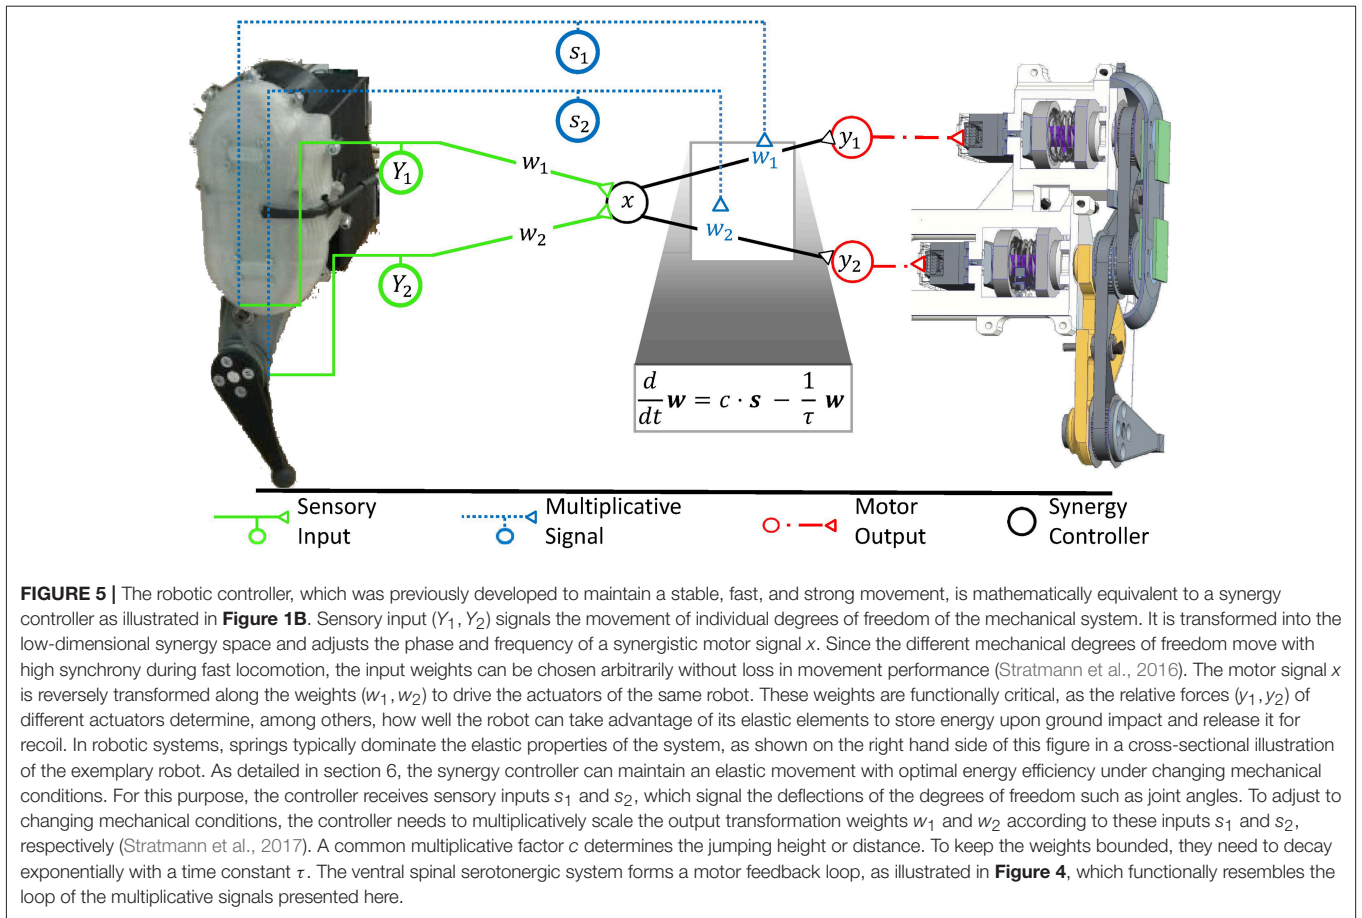 s1
s2
Y1
w1
w1
y1
x
w2
w2
Y2
y2
d/dt w = c · s − 1/τ w
Sensory Input
Multiplicative Signal
Motor Output
Synergy Controller
FIGURE 5 | The robotic controller, which was previously developed to maintain a stable, fast, and strong movement, is mathematically equivalent to a synergy
controller as illustrated in Figure 1B. Sensory input (Y1, Y2) signals the movement of individual degrees of freedom of the mechanical system. It is transformed into the
low-dimensional synergy space and adjusts the phase and frequency of a synergistic motor signal x. Since the different mechanical degrees of freedom move with
high synchrony during fast locomotion, the input weights can be chosen arbitrarily without loss in movement performance (Stratmann et al., 2016). The motor signal x
is reversely transformed along the weights (w1, w2) to drive the actuators of the same robot. These weights are functionally critical, as the relative forces (y1, y2) of
different actuators determine, among others, how well the robot can take advantage of its elastic elements to store energy upon ground impact and release it for
recoil. In robotic systems, springs typically dominate the elastic properties of the system, as shown on the right hand side of this figure in a cross-sectional illustration
of the exemplary robot. As detailed in section 6, the synergy controller can maintain an elastic movement with optimal energy efficiency under changing mechanical
conditions. For this purpose, the controller receives sensory inputs s1 and s2, which signal the deflections of the degrees of freedom such as joint angles. To adjust to
changing mechanical conditions, the controller needs to multiplicatively scale the output transformation weights w1 and w2 according to these inputs s1 and s2,
respectively (Stratmann et al., 2017). A common multiplicative factor c determines the jumping height or distance. To keep the weights bounded, they need to decay
exponentially with a time constant τ. The ventral spinal serotonergic system forms a motor feedback loop, as illustrated in Figure 4, which functionally resembles the
loop of the multiplicative signals presented here.